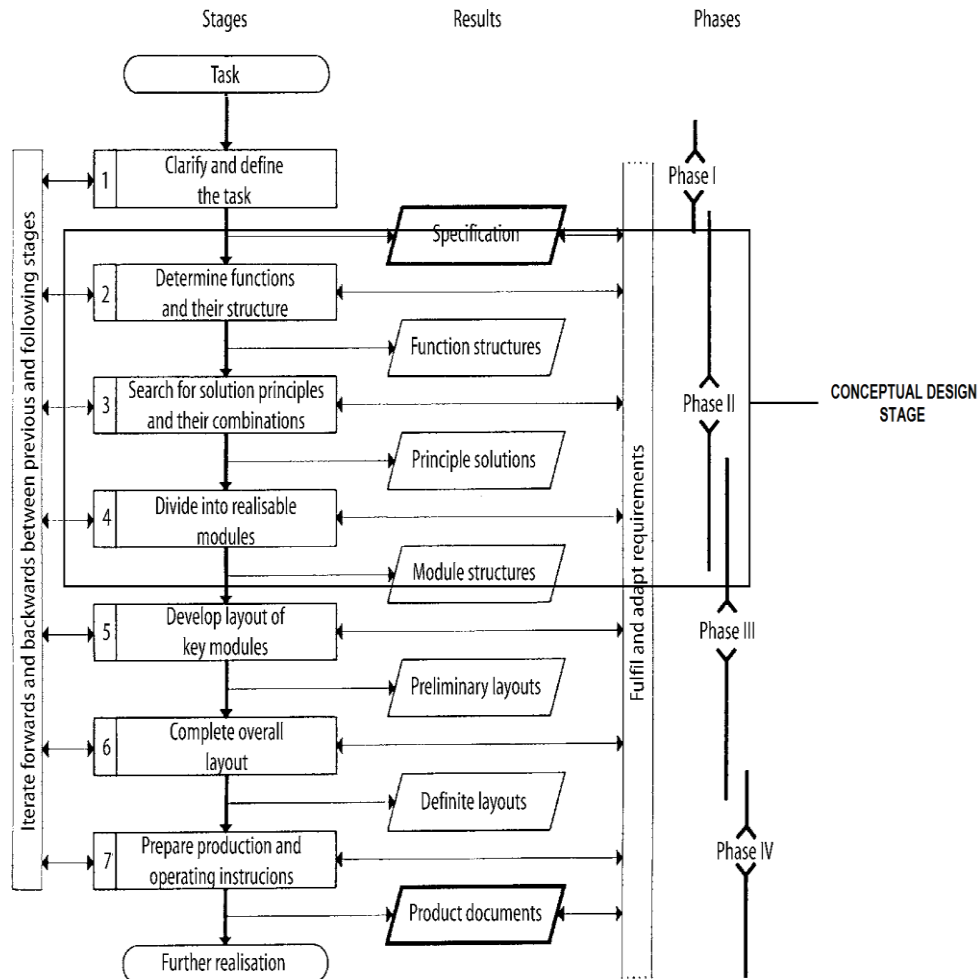 Stages
Results
Phases
Task
1
Clarify and define
the task
Phase I
Specification
2
Determine functions
and their structure
Function structures
3
Search for solution principles
and their combinations
Phase II
CONCEPTUAL DESIGN
STAGE
Principle solutions
4
Divide into realisable
modules
Module structures
5
Develop layout of
key modules
Phase III
Preliminary layouts
6
Complete overall
layout
Definite layouts
7
Prepare production and
operating instrucions
Phase IV
Product documents
Further realisation
Iterate forwards and backwards between previous and following stages
Fulfil and adapt requirements